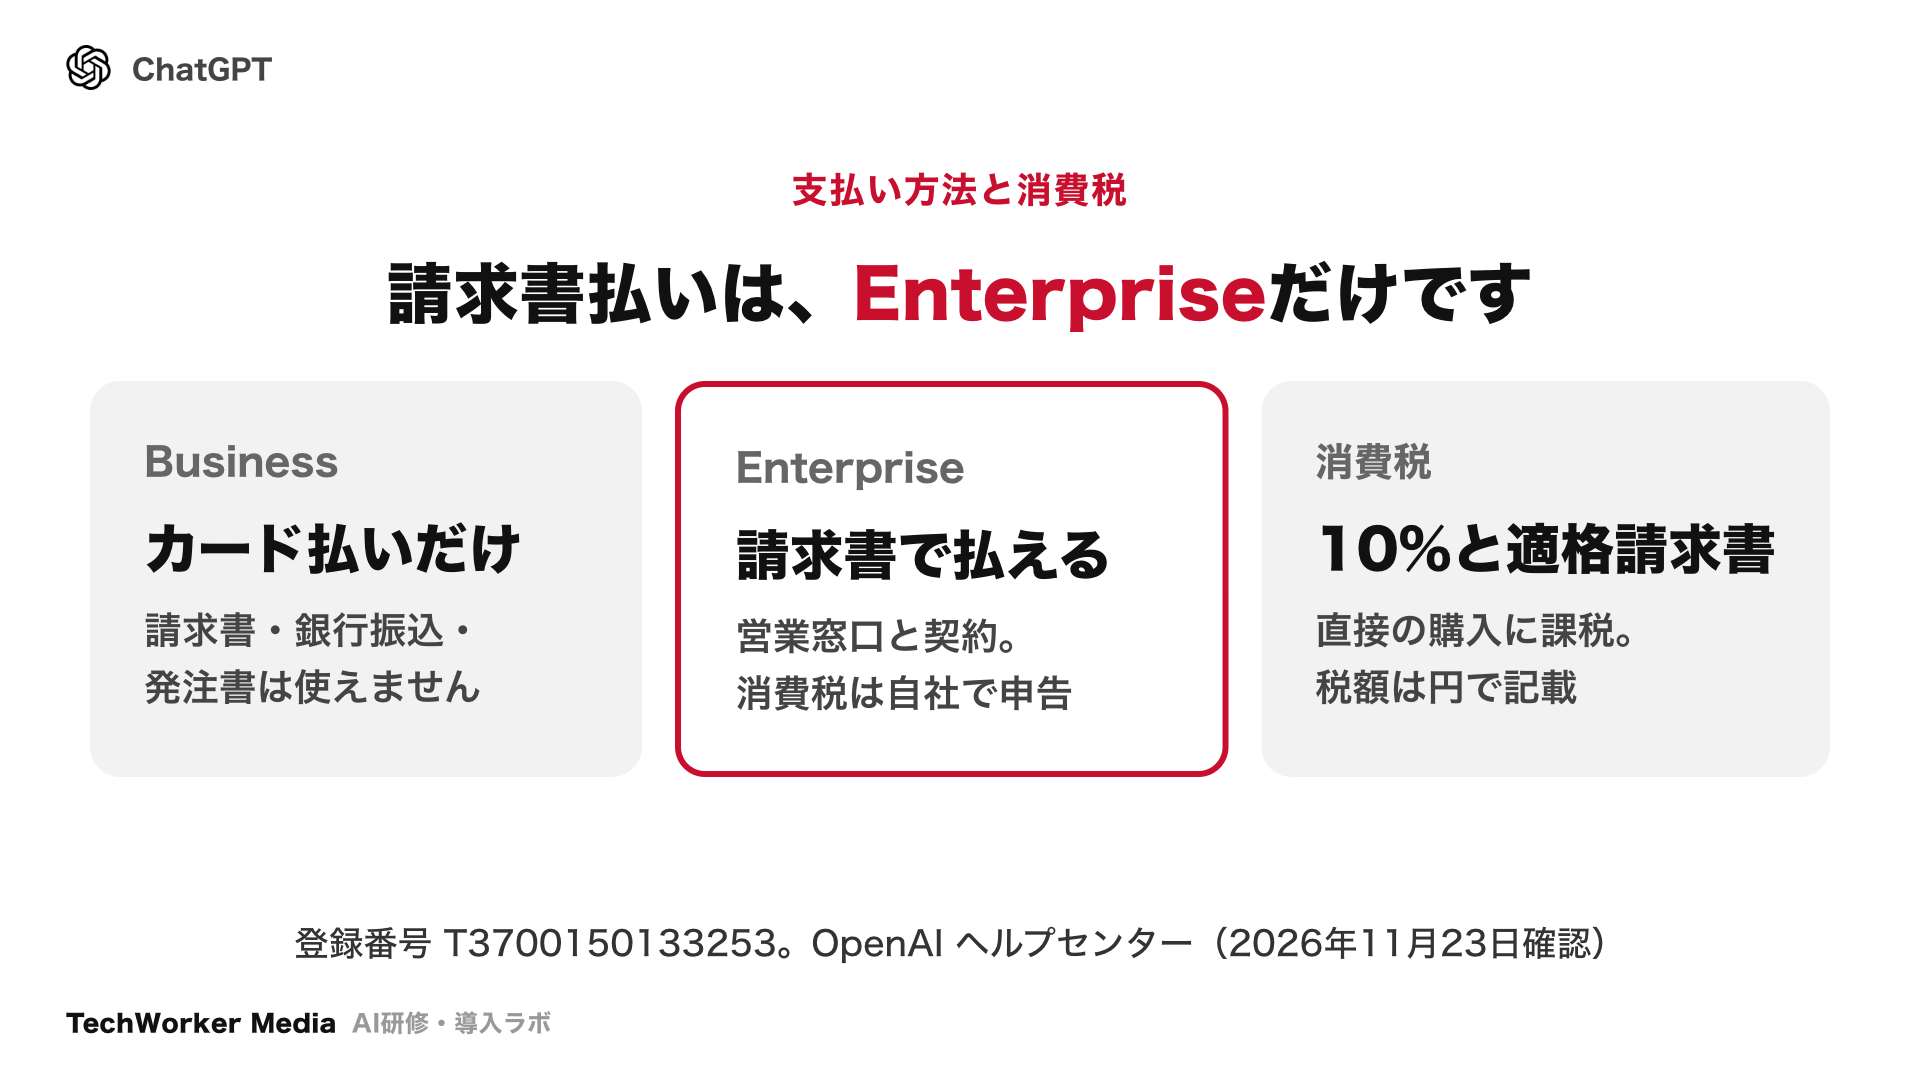 ChatGPT
支払い方法と消費税
請求書払いは、Enterpriseだけです
Business
カード払いだけ
請求書・銀行振込・
発注書は使えません
Enterprise
請求書で払える
営業窓口と契約。
消費税は自社で申告
消費税
10%と適格請求書
直接の購入に課税。
税額は円で記載
登録番号 T3700150133253。OpenAI ヘルプセンター（2026年11月23日確認）
TechWorker Media AI研修・導入ラボ